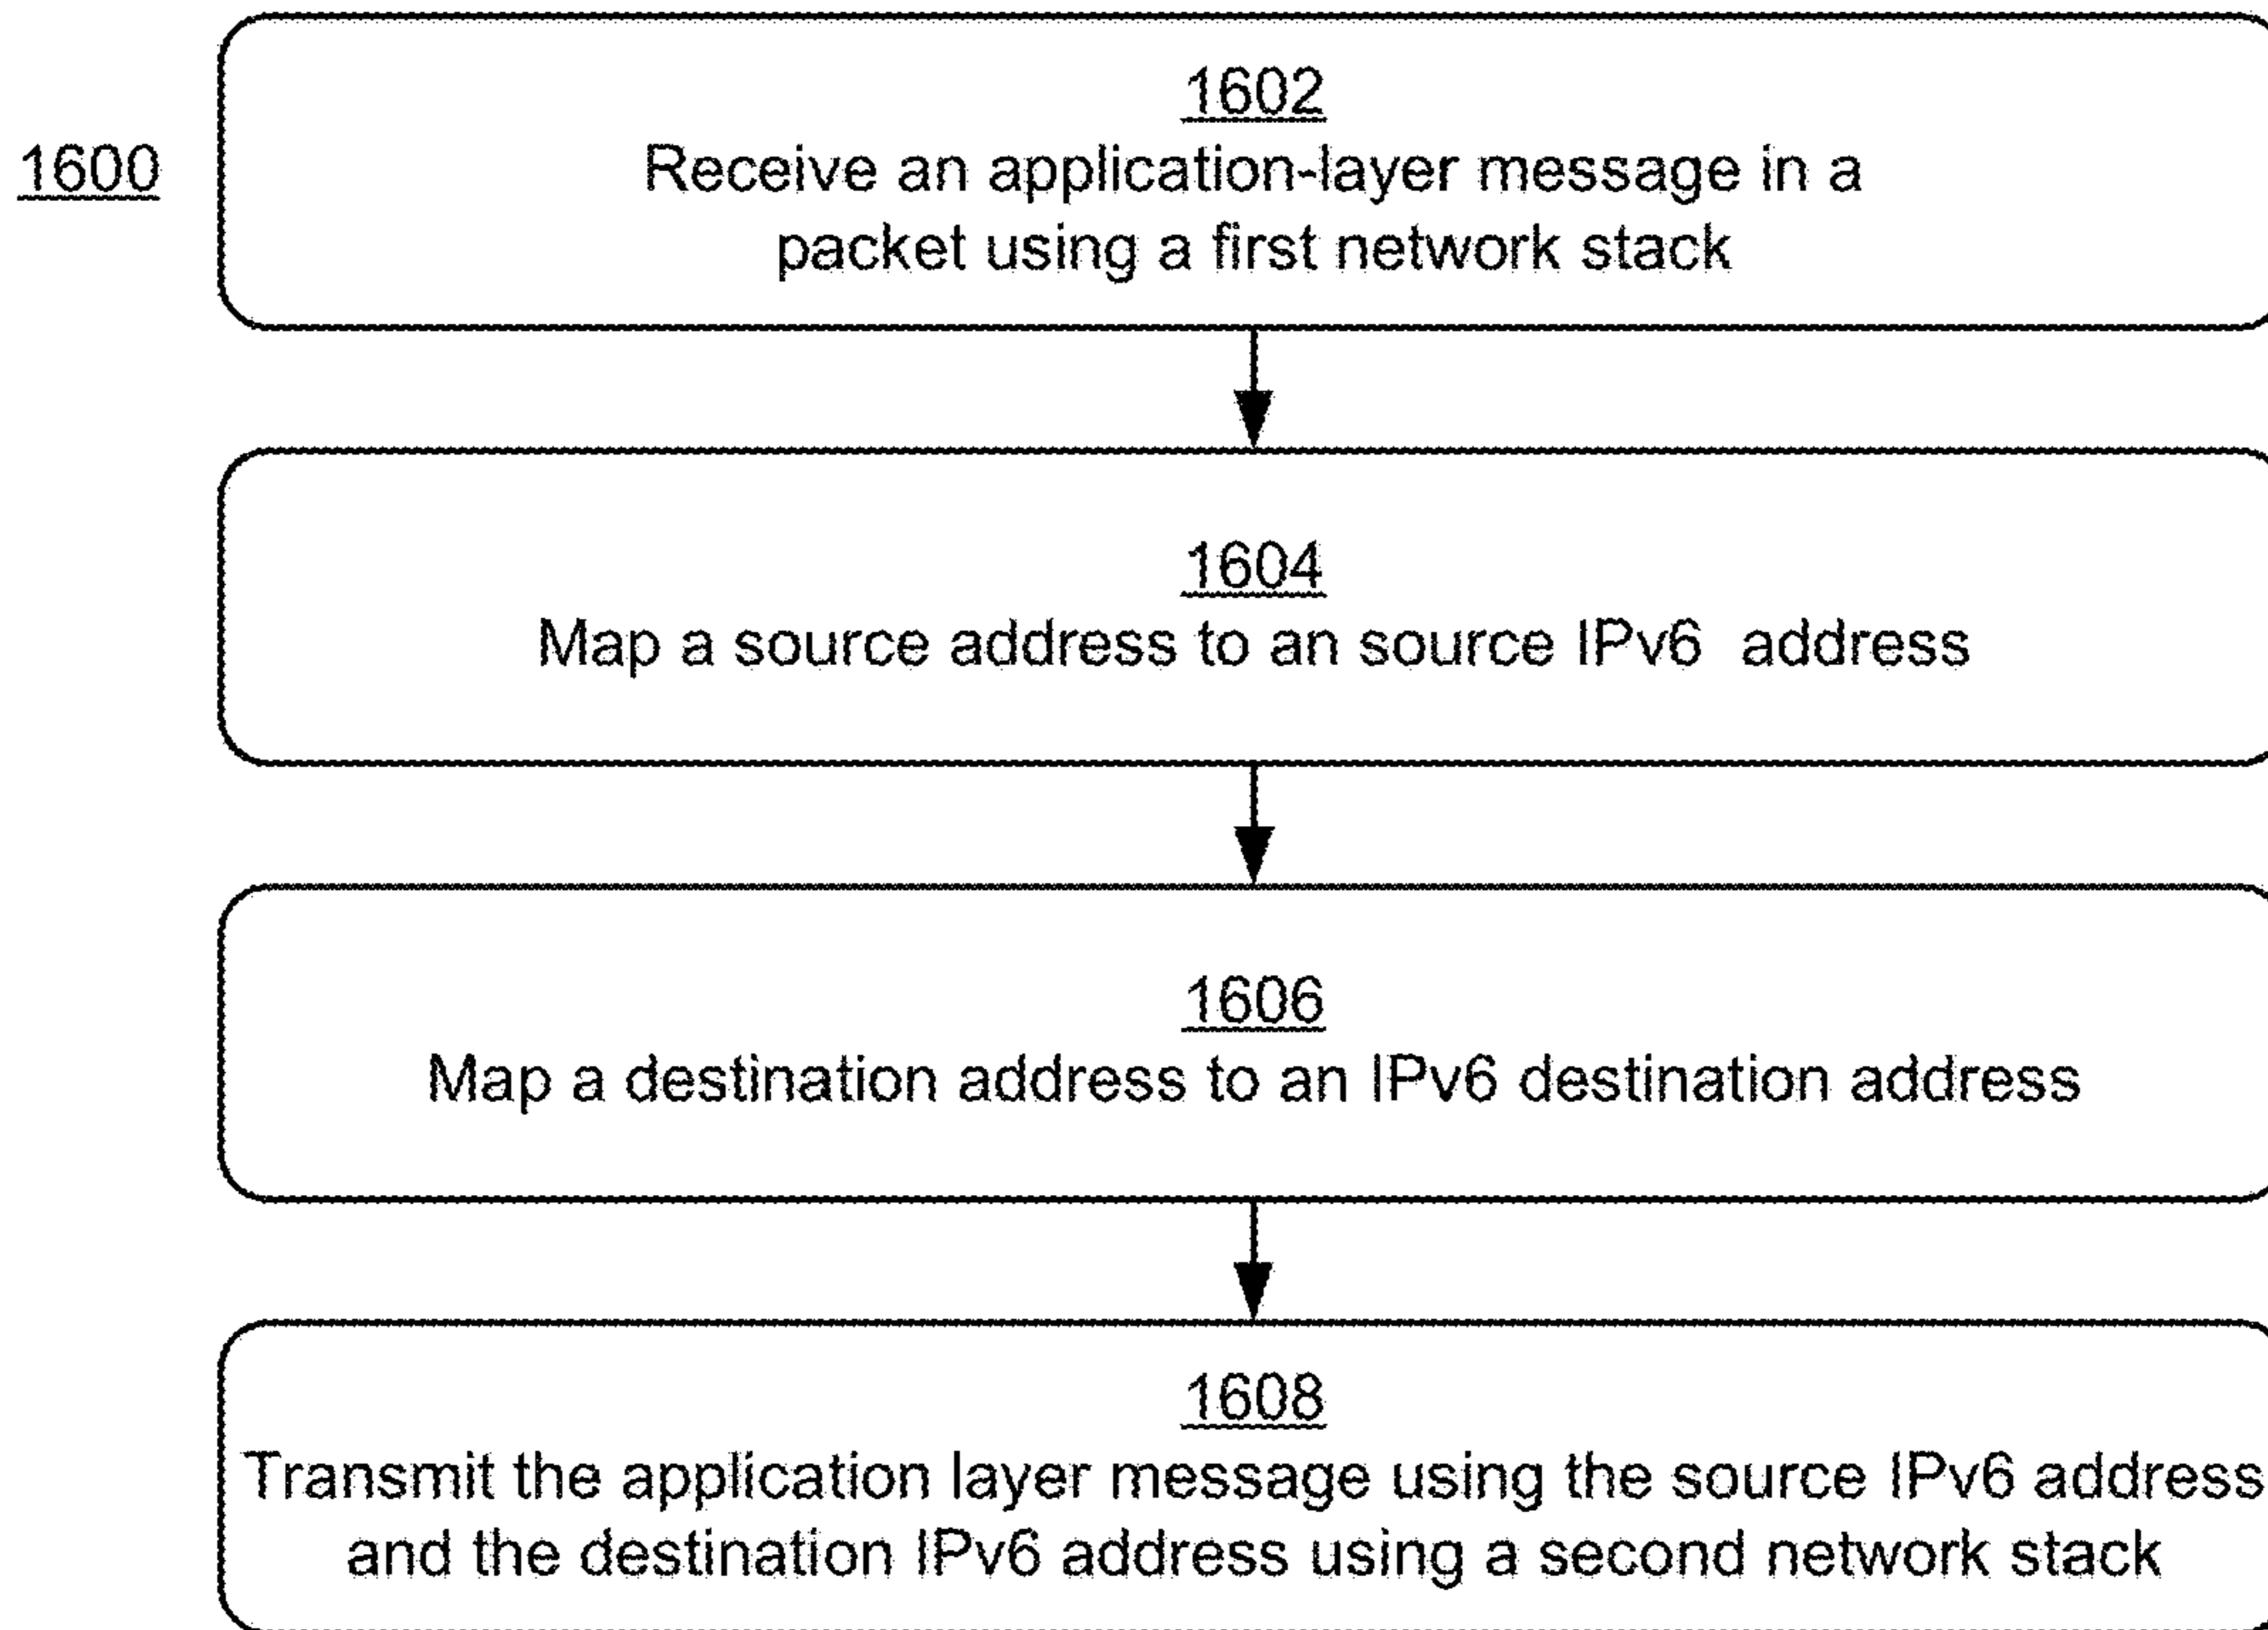 1600
1602
Receive an application-layer message in a
packet using a first network stack
1604
Map a source address to an source IPv6 address
1606
Map a destination address to an IPv6 destination address
1608
Transmit the application layer message using the source IPv6 address
and the destination IPv6 address using a second network stack